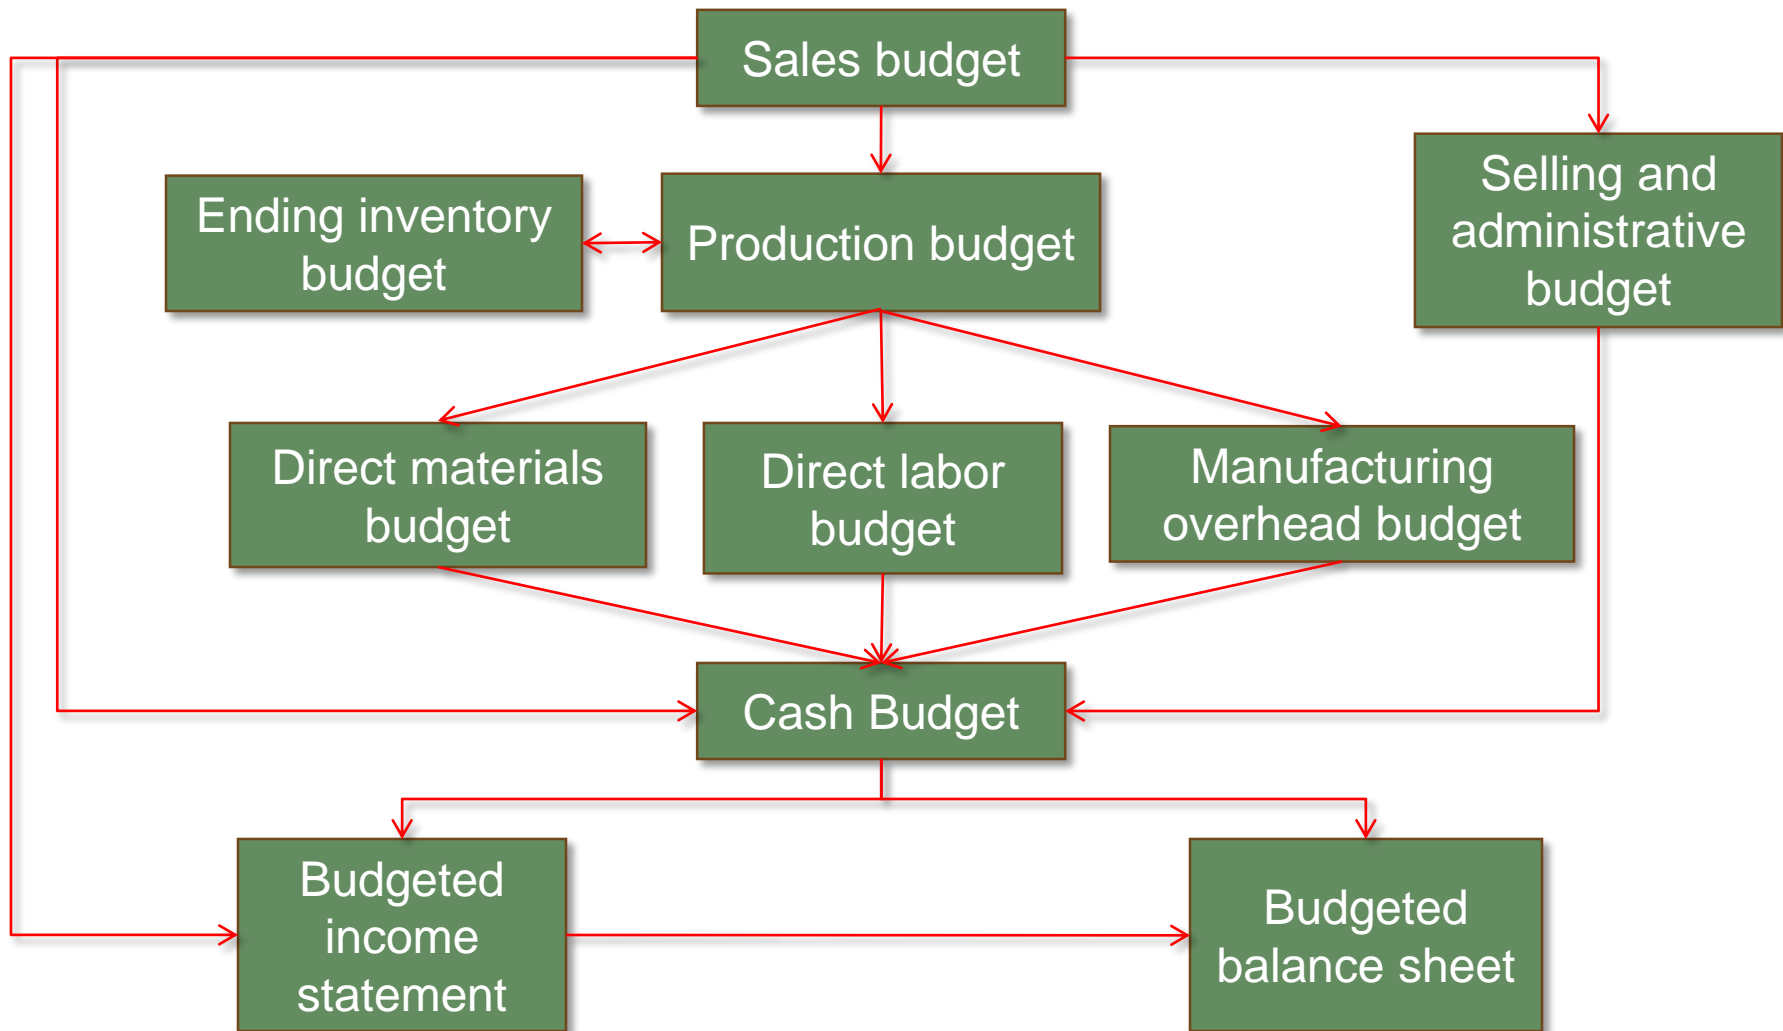 Sales budget
Ending inventory
budget
Production budget
Selling and
administrative
budget
Direct materials
budget
Direct labor
budget
Manufacturing
overhead budget
Cash Budget
Budgeted
income
statement
Budgeted
balance sheet